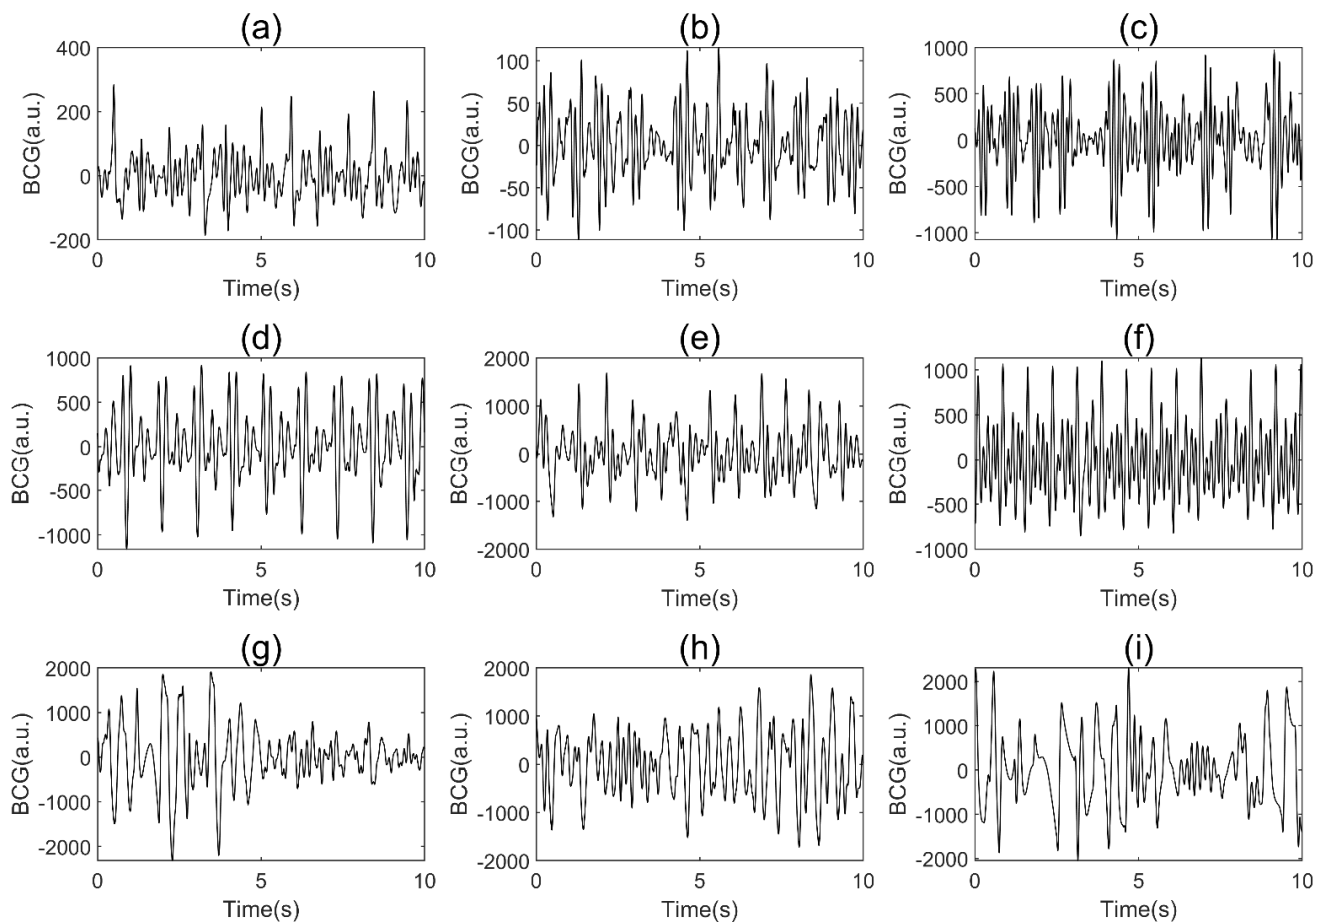 (a) (b) (c)
400
200
0
-200
BCG(a.u.)
0 5 10
Time(s)
100
50
0
-50
-100
BCG(a.u.)
0 5 10
Time(s)
1000
500
0
-500
-1000
BCG(a.u.)
0 5 10
Time(s)
(d) (e) (f)
1000
500
0
-500
-1000
BCG(a.u.)
0 5 10
Time(s)
2000
1000
0
-1000
-2000
BCG(a.u.)
0 5 10
Time(s)
1000
500
0
-500
-1000
BCG(a.u.)
0 5 10
Time(s)
(g) (h) (i)
2000
1000
0
-1000
-2000
BCG(a.u.)
0 5 10
Time(s)
2000
1000
0
-1000
-2000
BCG(a.u.)
0 5 10
Time(s)
2000
1000
0
-1000
-2000
BCG(a.u.)
0 5 10
Time(s)